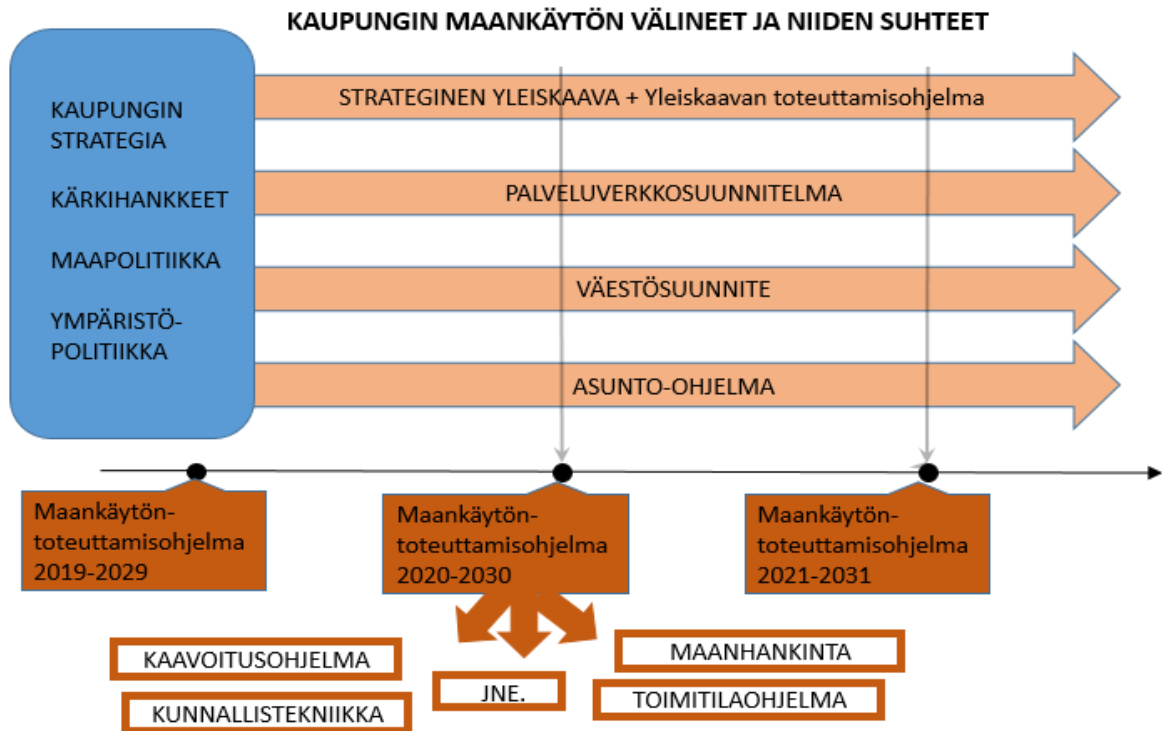 KAUPUNGIN MAANKÄYTÖN VÄLINEET JA NIIDEN SUHTEET
KAUPUNGIN
STRATEGIA
KÄRKIHANKKEET
MAAPOLITIIKKA
YMPÄRISTÖ-
POLITIIKKA
STRATEGINEN YLEISKAAVA + Yleiskaavan toteuttamisohjelma
PALVELUVERKKOSUUNNITELMA
VÄESTÖSUUNNITE
ASUNTO-OHJELMA
Maankäytön-
toteuttamisohjelma
2019-2029
Maankäytön-
toteuttamisohjelma
2020-2030
Maankäytön-
toteuttamisohjelma
2021-2031
KAAVOITUSOHJELMA
KUNNALLISTEKNIIKKA
JNE.
MAANHANKINTA
TOIMITILAOHJELMA